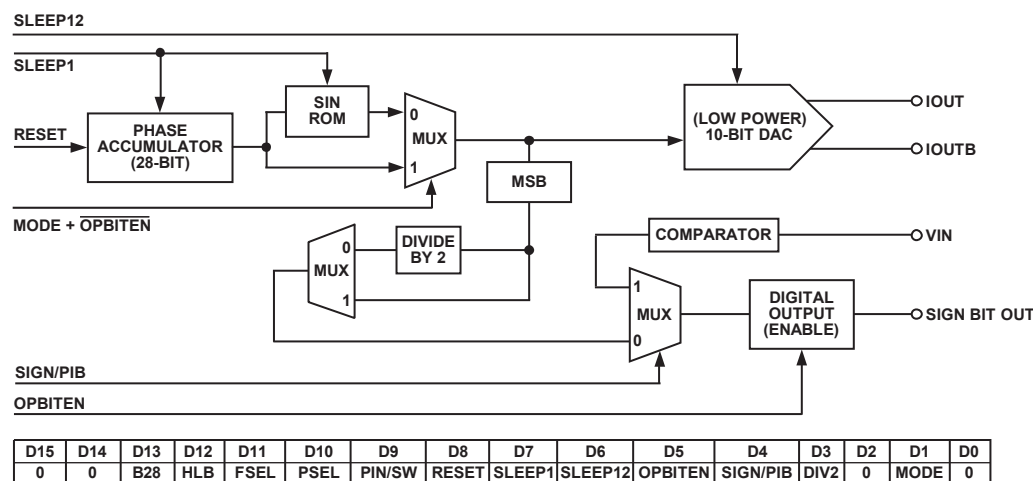 SLEEP12
SLEEP1
RESET
PHASE
ACCUMULATOR
(28-BIT)
SIN
ROM
0
MUX
1
(LOW POWER)
10-BIT DAC
IOUT
IOUTB
MSB
MODE + OPBITEN
MUX
0
1
DIVIDE
BY 2
COMPARATOR
VIN
1
MUX
0
DIGITAL
OUTPUT
(ENABLE)
SIGN BIT OUT
SIGN/PIB
OPBITEN
D15 D14 D13 D12 D11 D10 D9 D8 D7 D6 D5 D4 D3 D2 D1 D0
0 0 B28 HLB FSEL PSEL PIN/SW RESET SLEEP1 SLEEP12 OPBITEN SIGN/PIB DIV2 0 MODE 0